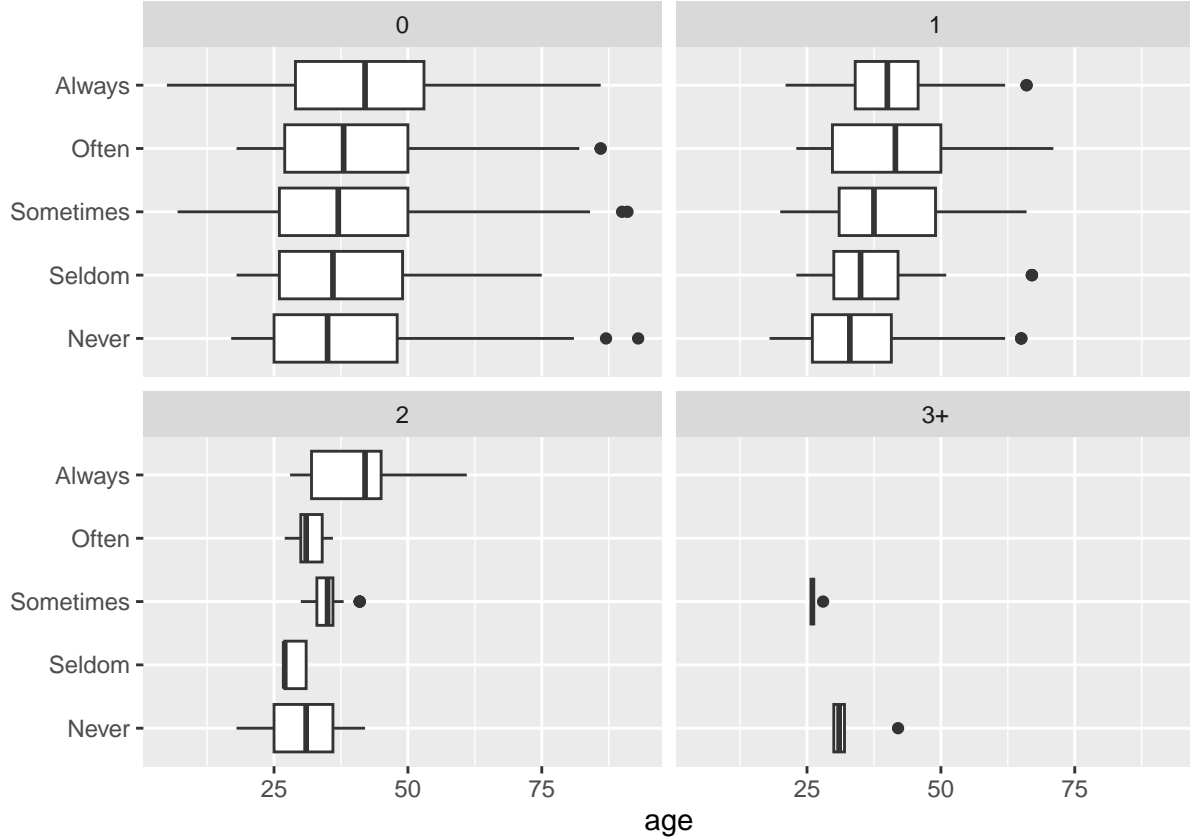 0
1
Always
Often
Sometimes
Seldom
Never
2
3+
Always
Often
Sometimes
Seldom
Never
25 50 75 25 50 75
age